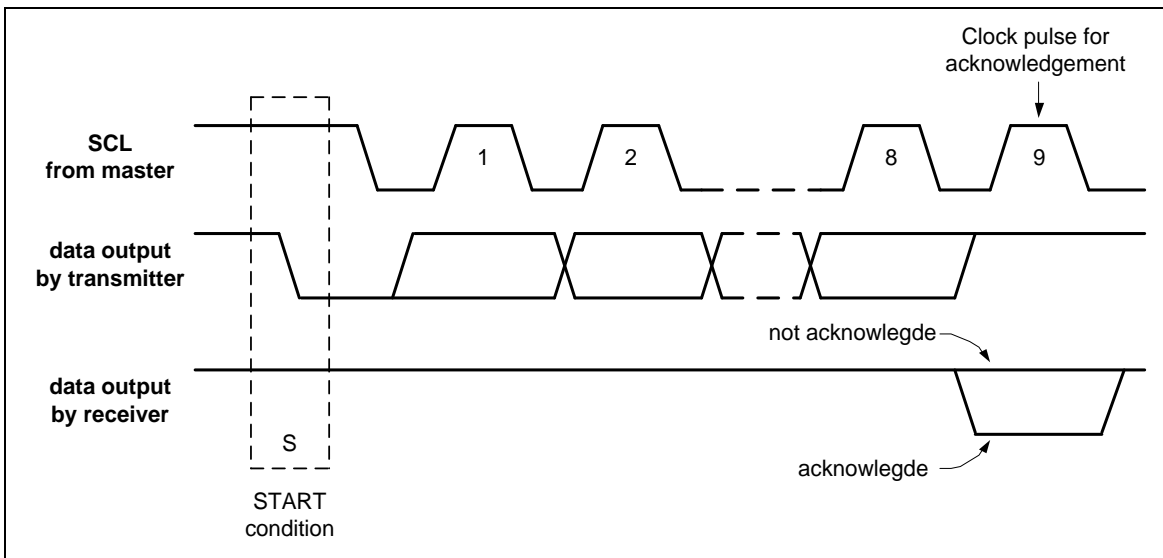 Clock pulse for
acknowledgement
SCL
from master
1
2
8
9
data output
by transmitter
not acknowlegde
data output
by receiver
S
acknowlegde
START
condition